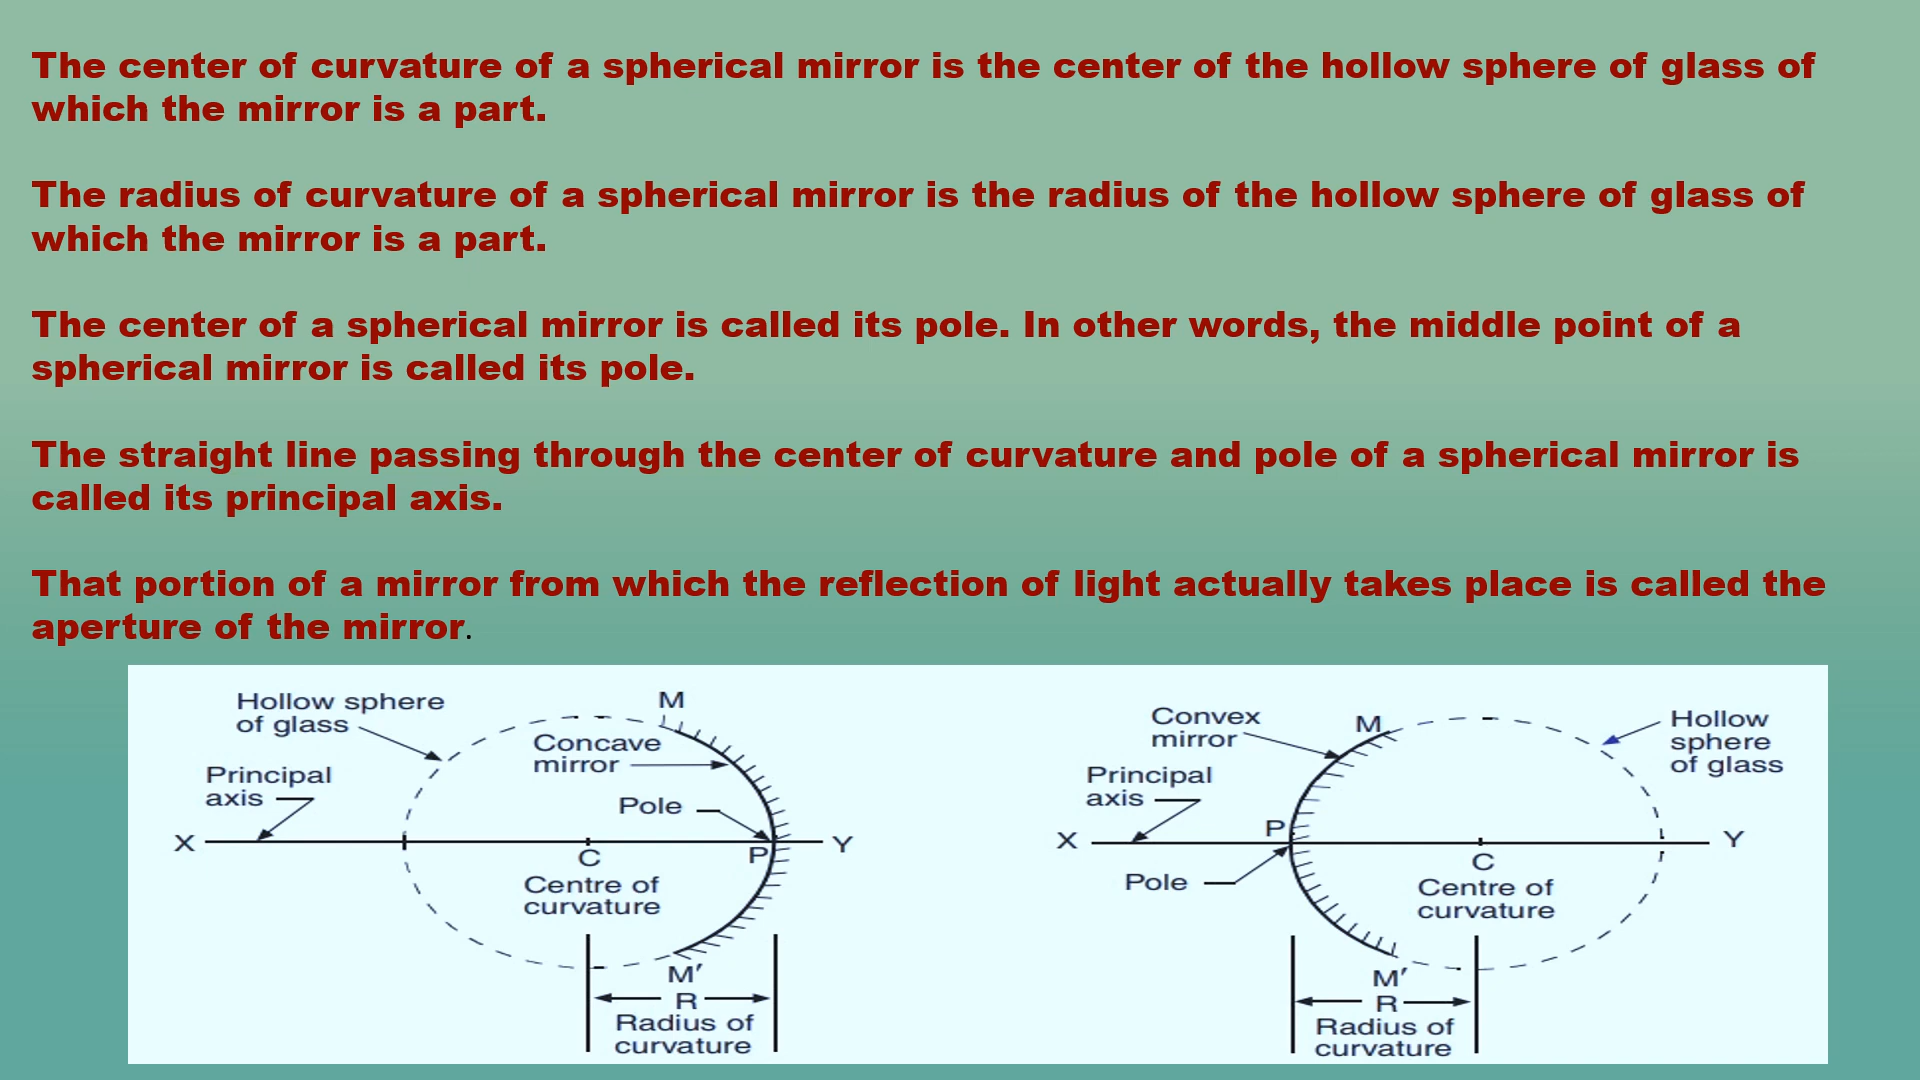 The center of curvature of a spherical mirror is the center of the hollow sphere of glass of
which the mirror is a part.
The radius of curvature of a spherical mirror is the radius of the hollow sphere of glass of
which the mirror is a part.
The center of a spherical mirror is called its pole. In other words, the middle point of a
spherical mirror is called its pole.
The straight line passing through the center of curvature and pole of a spherical mirror is
called its principal axis.
That portion of a mirror from which the reflection of light actually takes place is called the
aperture of the mirror.
Hollow sphere
of glass
M
Concave
mirror
Principal
axis
Pole
X
Y
C
P
Centre of
curvature
M′
R
Radius of
curvature
Convex
mirror
M
Hollow
sphere
of glass
Principal
axis
P
X
Y
C
Pole
Centre of
curvature
M′
R
Radius of
curvature